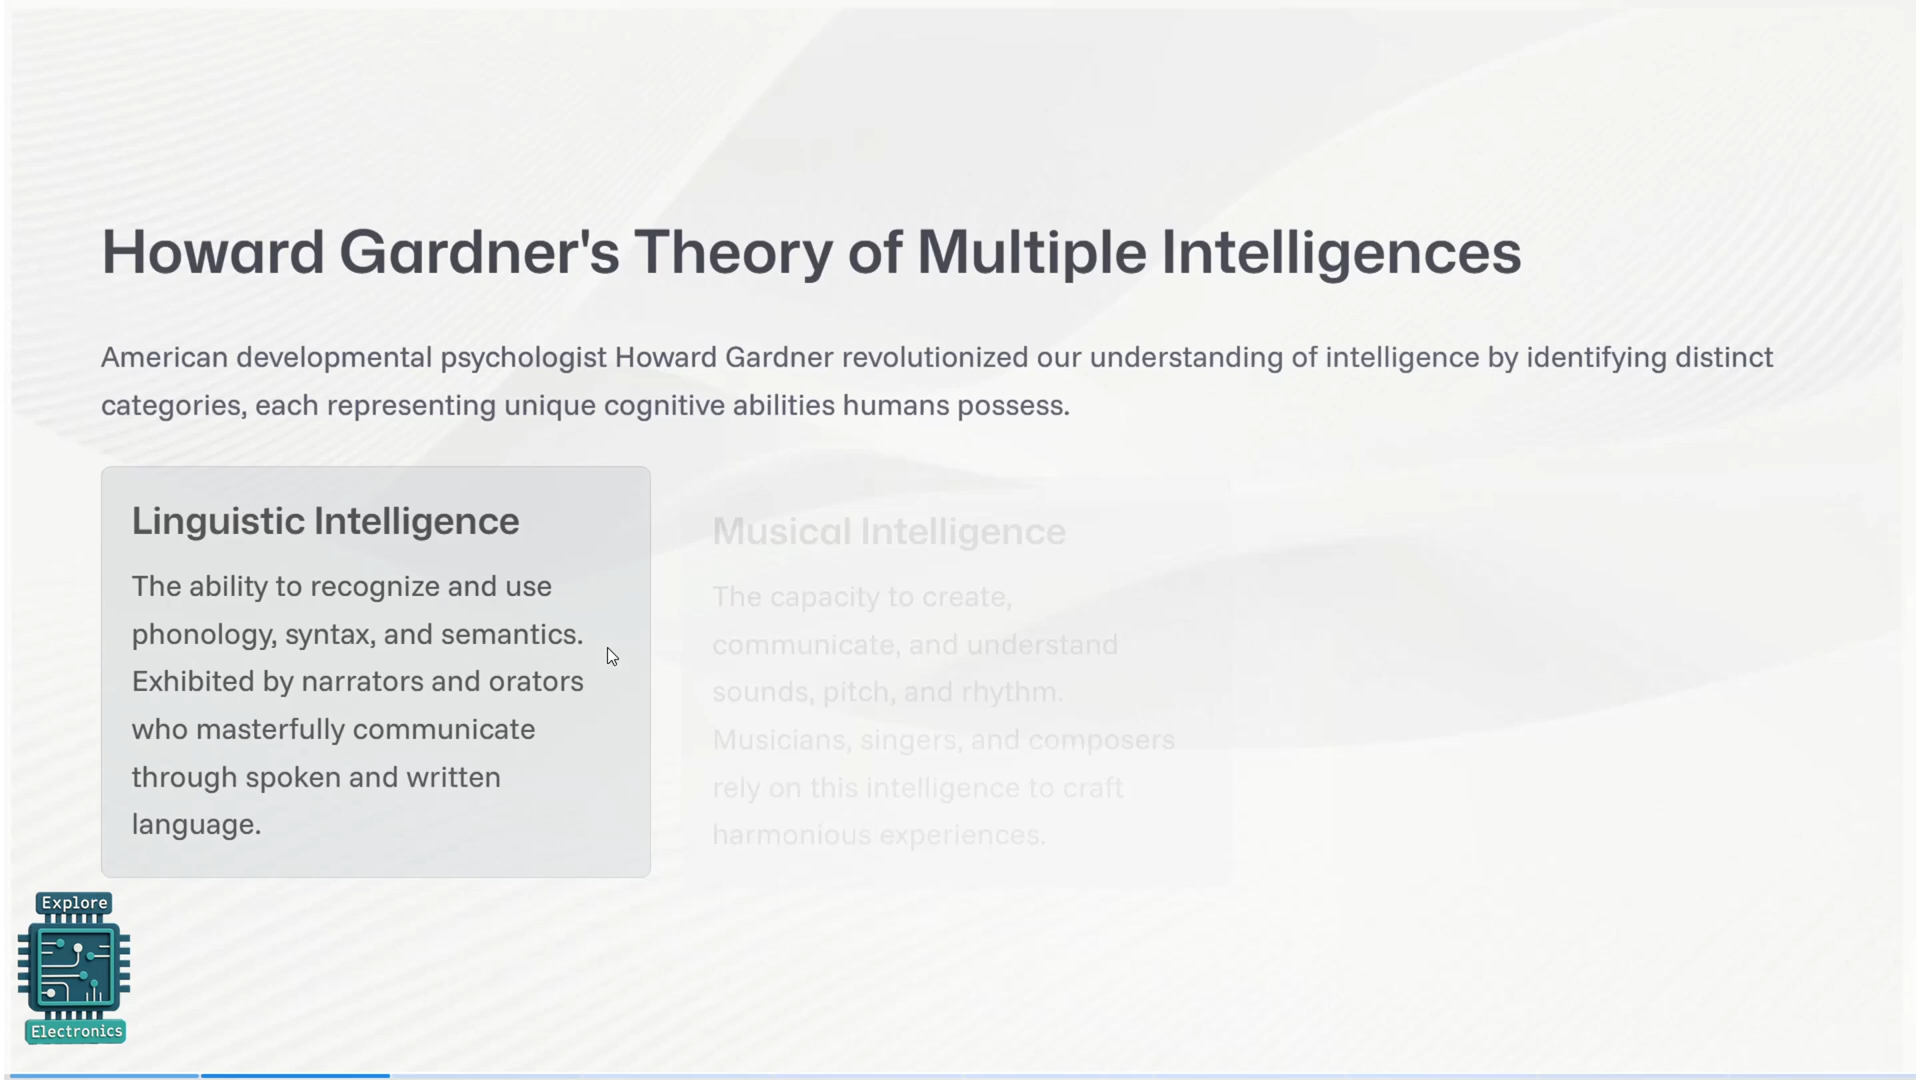 Howard Gardner's Theory of Multiple Intelligences
American developmental psychologist Howard Gardner revolutionized our understanding of intelligence by identifying distinct
categories, each representing unique cognitive abilities humans possess.
Linguistic Intelligence
The ability to recognize and use
phonology, syntax, and semantics.
Exhibited by narrators and orators
who masterfully communicate
through spoken and written
language.
Musical Intelligence
The capacity to create,
communicate, and understand
sounds, pitch, and rhythm.
Musicians, singers, and composers
rely on this intelligence to craft
harmonious experiences.
Explore
Electronics